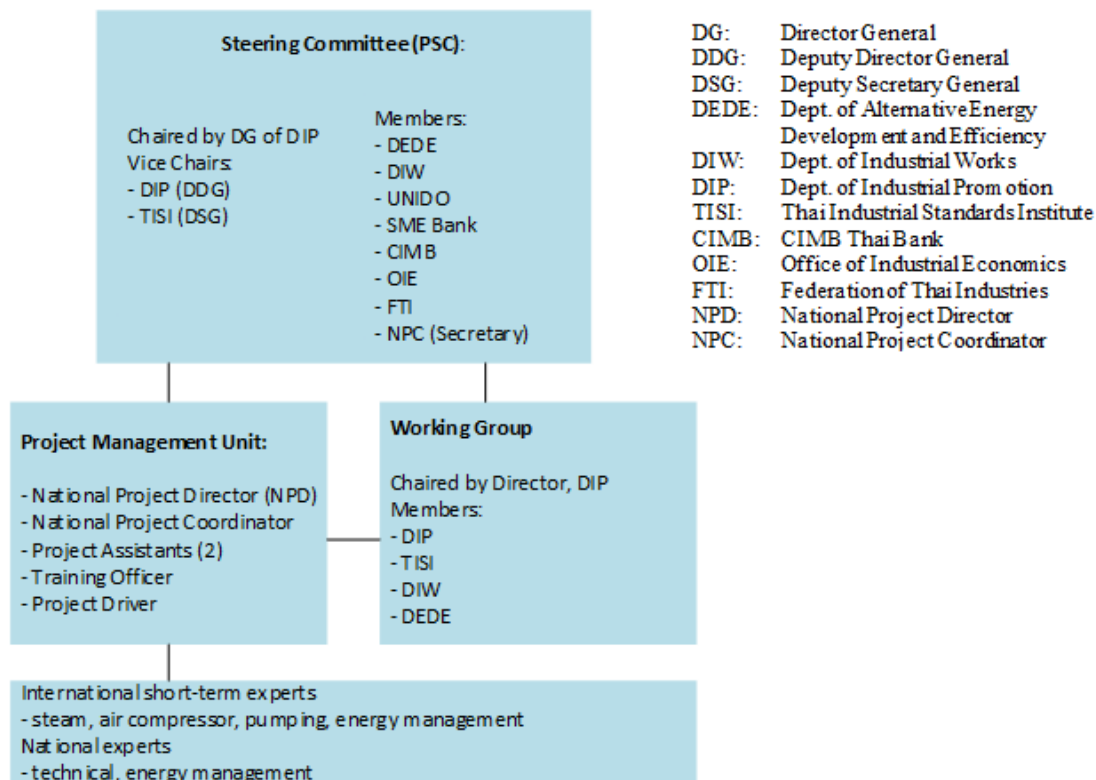 Steering Committee (PSC):
Chaired by DG of DIP
Vice Chairs:
- DIP (DDG)
- TISI (DSG)
Members:
- DEDE
- DIW
- UNIDO
- SME Bank
- CIMB
- OIE
- FTI
- NPC (Secretary)
DG: Director General
DDG: Deputy Director General
DSG: Deputy Secretary General
DEDE: Dept. of Alternative Energy
Development and Efficiency
DIW: Dept. of Industrial Works
DIP: Dept. of Industrial Promotion
TISI: Thai Industrial Standards Institute
CIMB: CIMB Thai Bank
OIE: Office of Industrial Economics
FTI: Federation of Thai Industries
NPD: National Project Director
NPC: National Project Coordinator
Project Management Unit:
- National Project Director (NPD)
- National Project Coordinator
- Project Assistants (2)
- Training Officer
- Project Driver
Working Group
Chaired by Director, DIP
Members:
- DIP
- TISI
- DIW
- DEDE
International short-term experts
- steam, air compressor, pumping, energy management
National experts
- technical, energy management